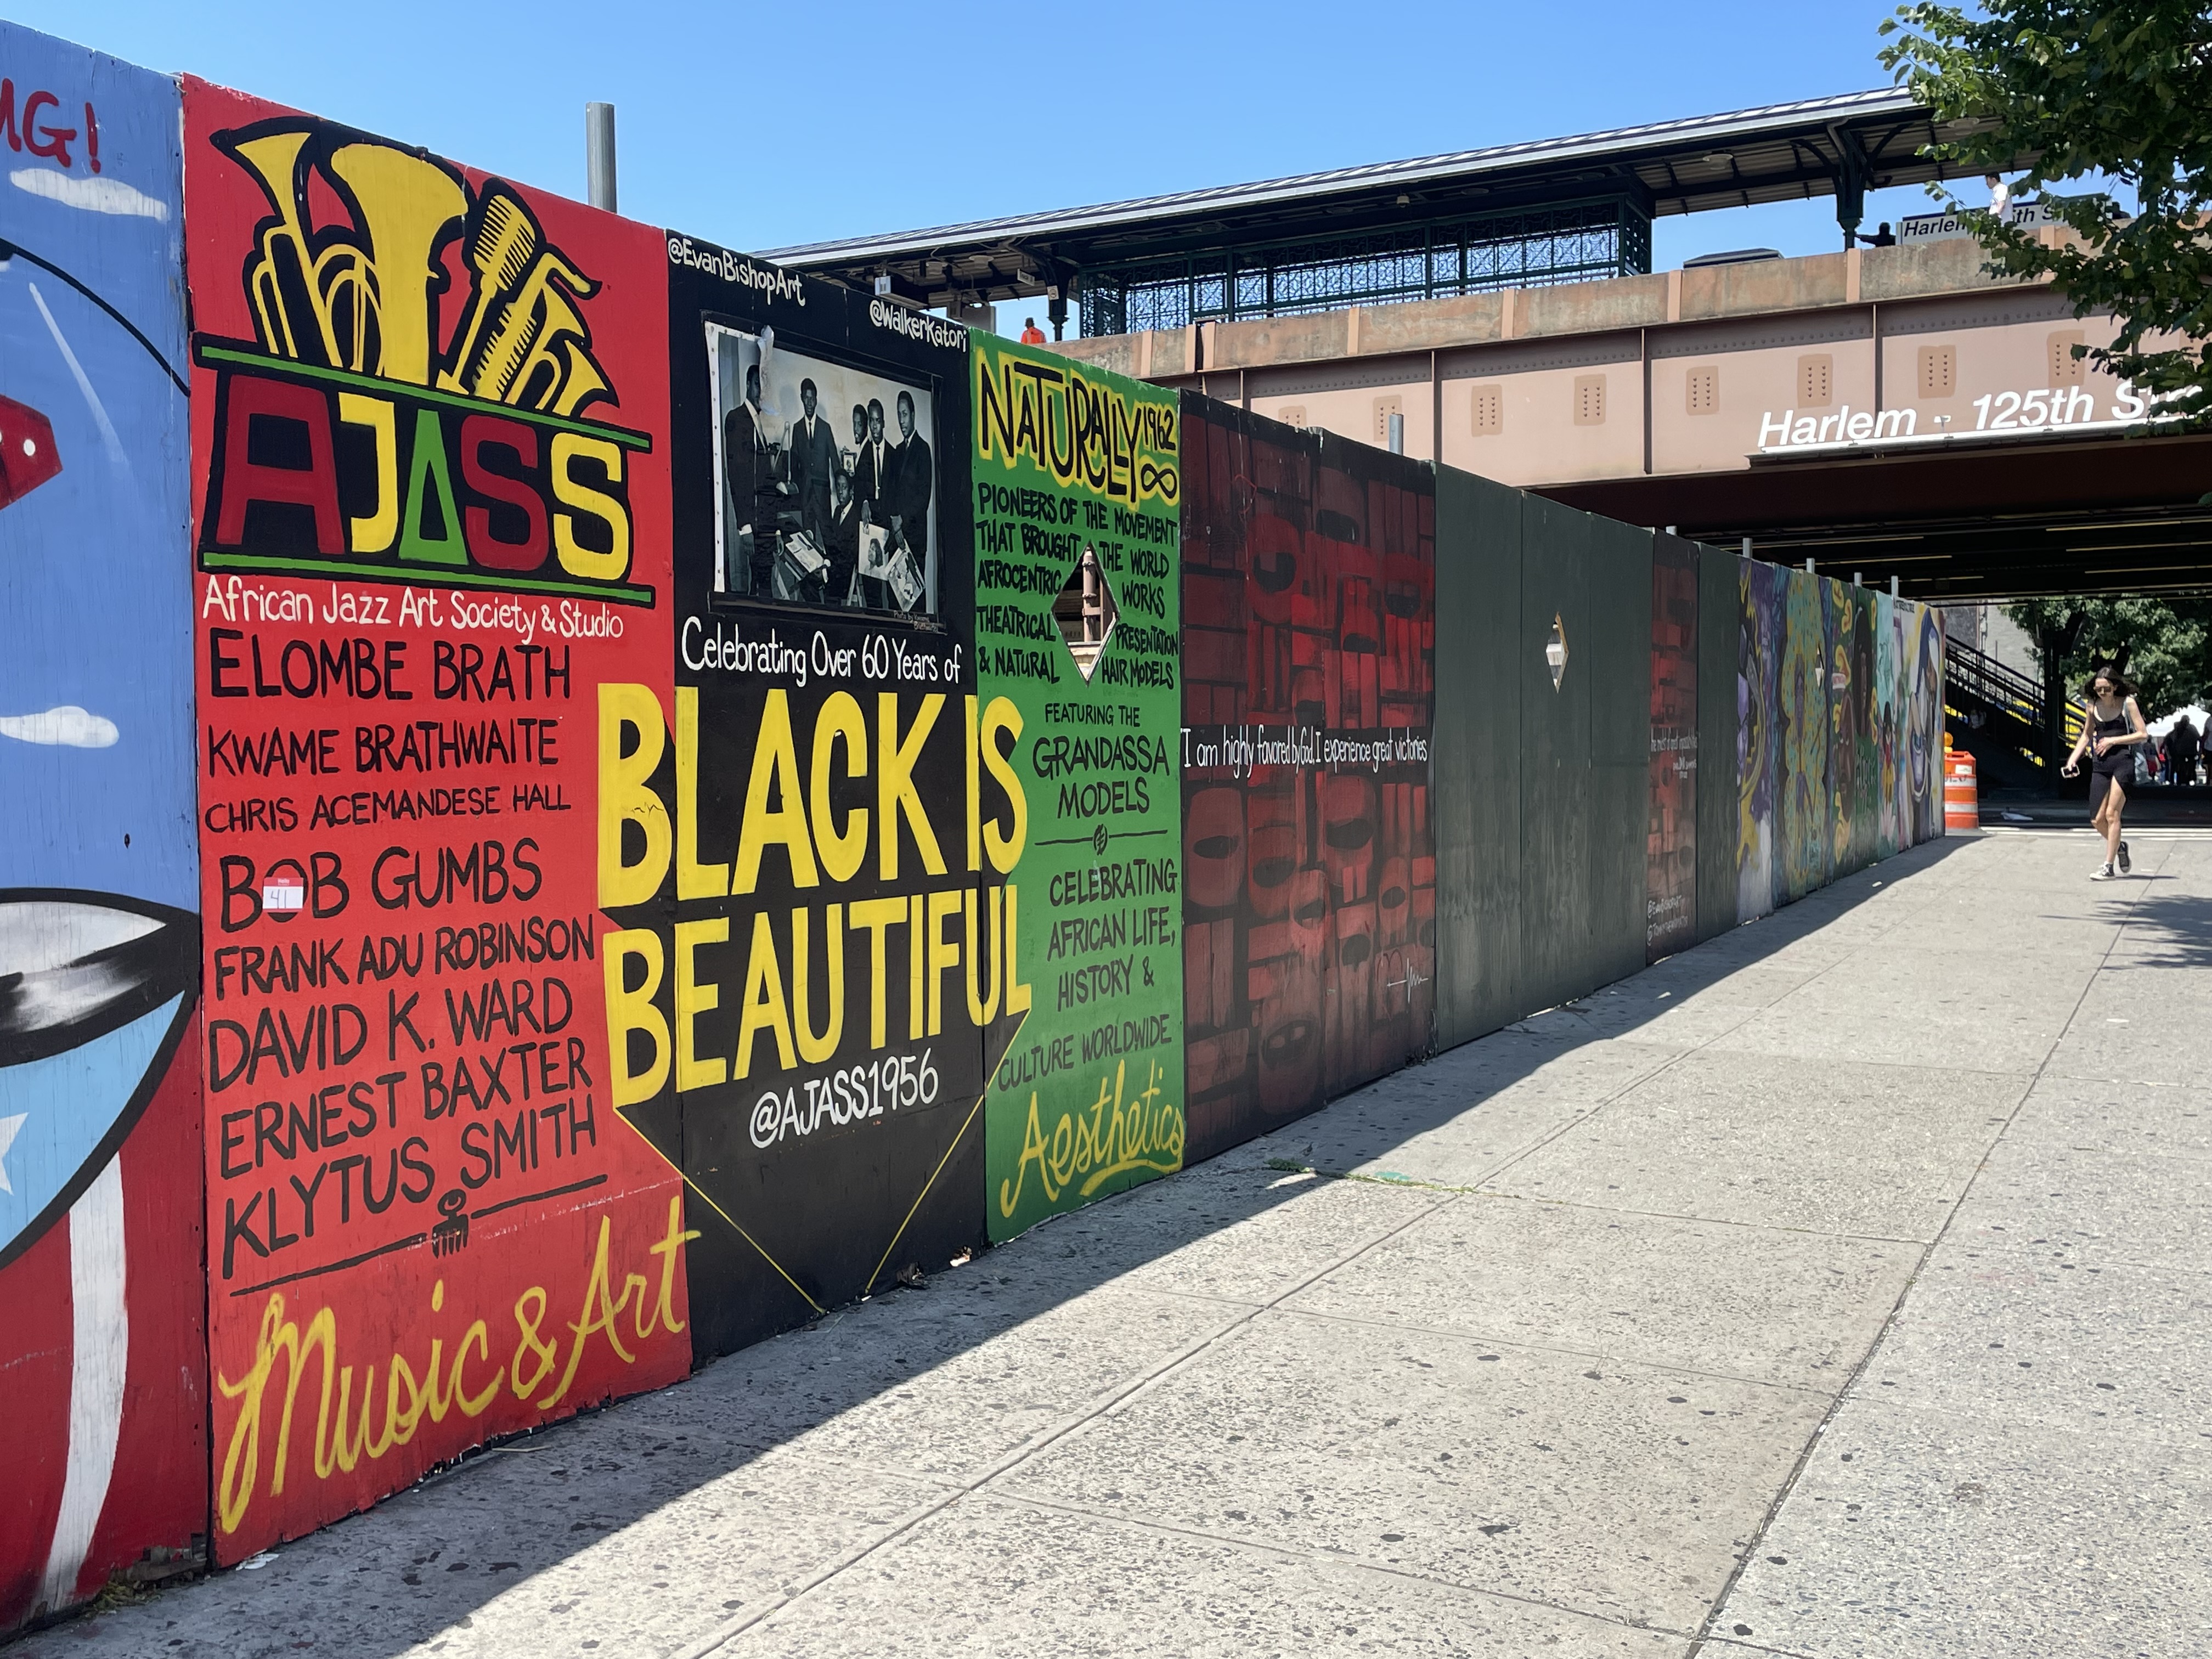 MG!
AJASS
African Jazz Art Society & Studio
ELOMBE BRATH
KWAME BRATHWAITE
CHRIS ACEMANDESE HALL
BOB GUMBS
41
FRANK ADU ROBINSON
DAVID K. WARD
ERNEST BAXTER
KLYTUS SMITH
Music & Art
@EvanBishopArt
@WalkerKatori
Celebrating Over 60 Years of
BLACK IS
BEAUTIFUL
@AJASS1956
NATURALLY 1962
PIONEERS OF THE MOVEMENT
THAT BROUGHT THE WORLD
AFROCENTRIC WORKS
THEATRICAL PRESENTATION
& NATURAL HAIR MODELS
FEATURING THE
GRANDASSA
MODELS
CELEBRATING
AFRICAN LIFE,
HISTORY &
CULTURE WORLDWIDE
Aesthetics
I am highly favored by God, I experience great victories
Harlem
Harlem - 125th St